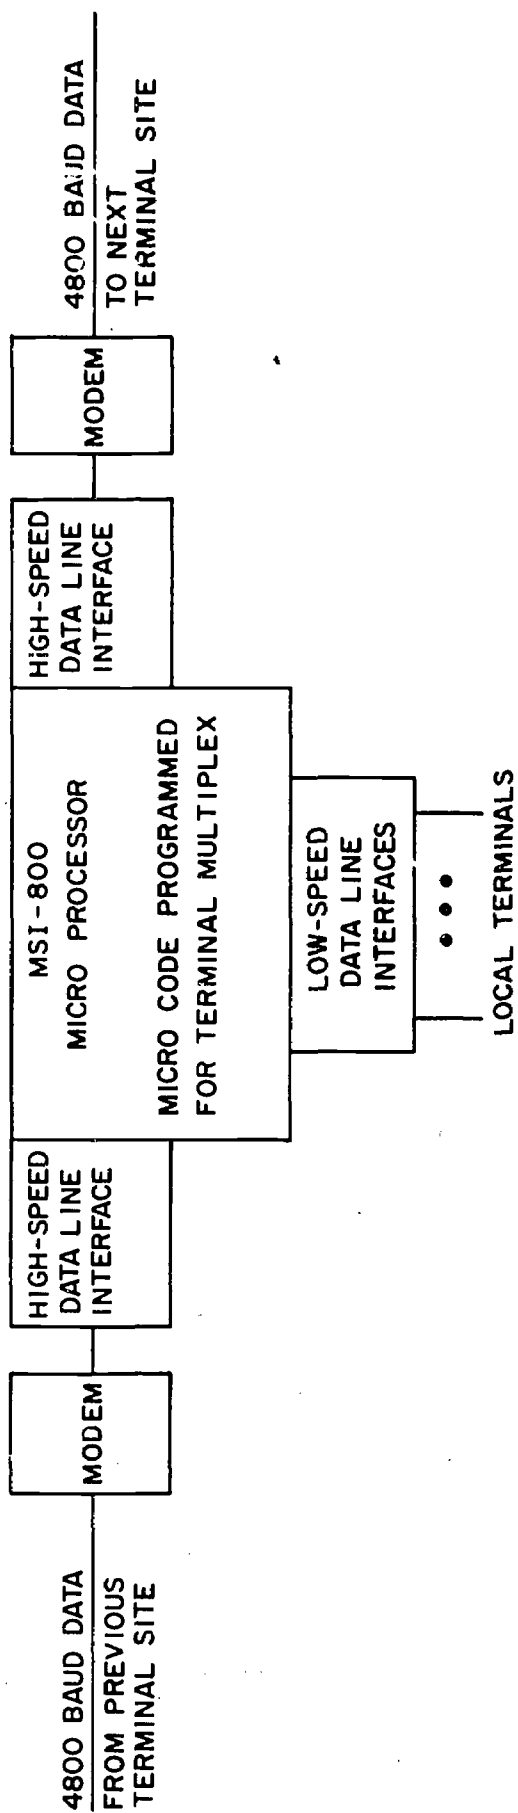 4800 BAUD DATA
FROM PREVIOUS
TERMINAL SITE
MODEM
HIGH-SPEED
DATA LINE
INTERFACE
MSI-800
MICRO PROCESSOR
MICRO CODE PROGRAMMED
FOR TERMINAL MULTIPLEX
LOW-SPEED
DATA LINE
INTERFACES
LOCAL TERMINALS
HIGH-SPEED
DATA LINE
INTERFACE
MODEM
4800 BAUD DATA
TO NEXT
TERMINAL SITE